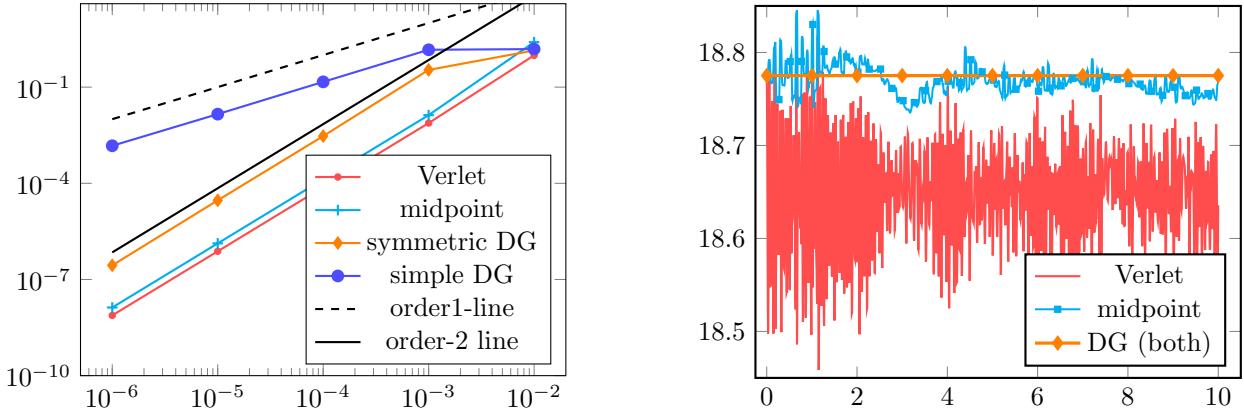 10⁻¹
10⁻⁴
10⁻⁷
10⁻¹⁰
10⁻⁶
10⁻⁵
10⁻⁴
10⁻³
10⁻²
Verlet
midpoint
symmetric DG
simple DG
order1-line
order-2 line
18.8
18.7
18.6
18.5
0
2
4
6
8
10
Verlet
midpoint
DG (both)